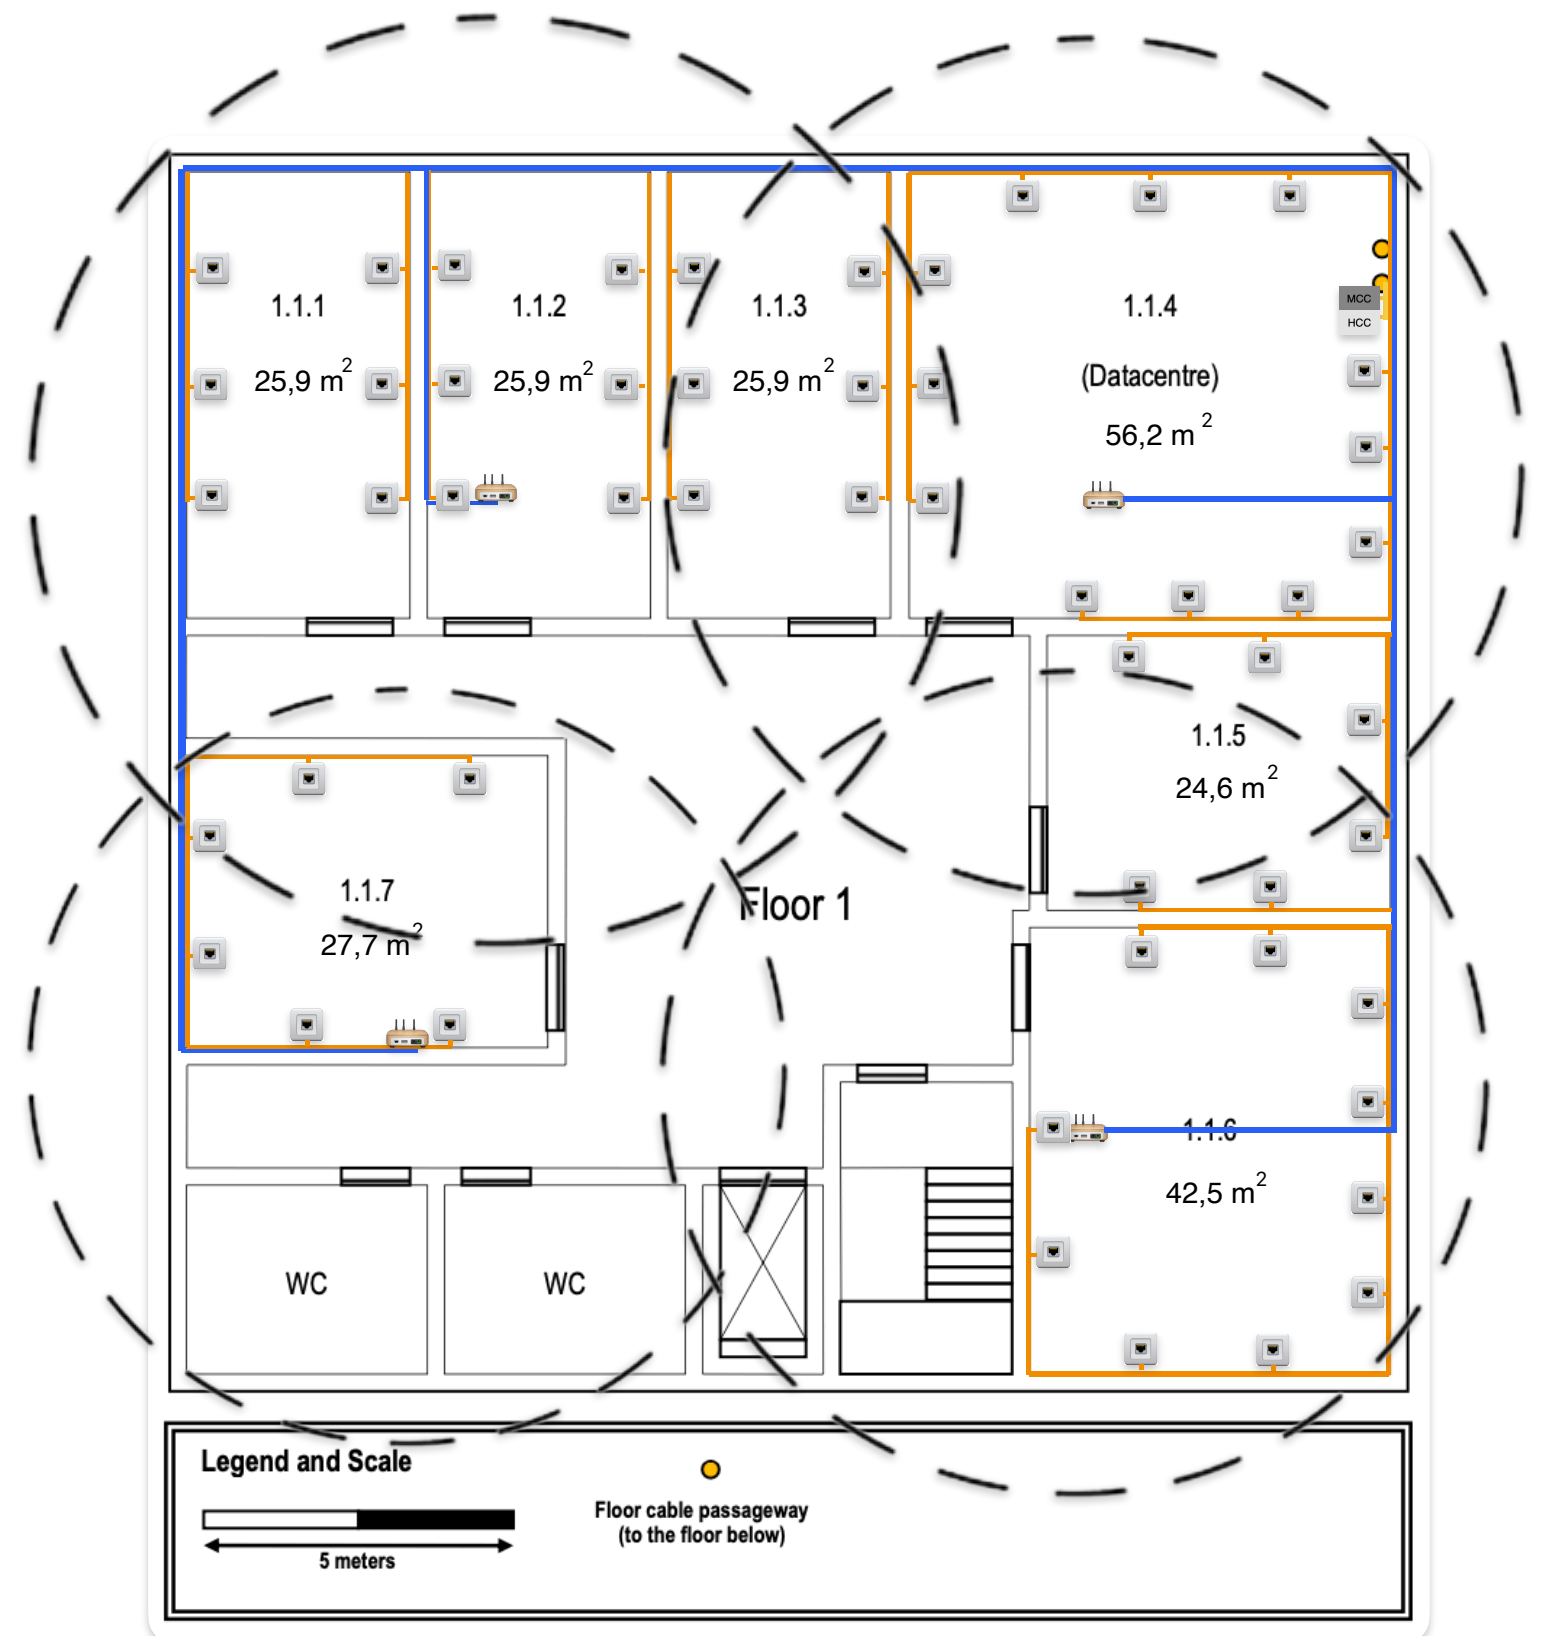 1.1.1
25,9 m²
1.1.2
25,9 m²
1.1.3
25,9 m²
1.1.4
(Datacentre)
56,2 m²
MCC
HCC
1.1.5
24,6 m²
1.1.7
27,7 m²
Floor 1
1.1.6
42,5 m²
WC
WC
Legend and Scale
5 meters
Floor cable passageway
(to the floor below)